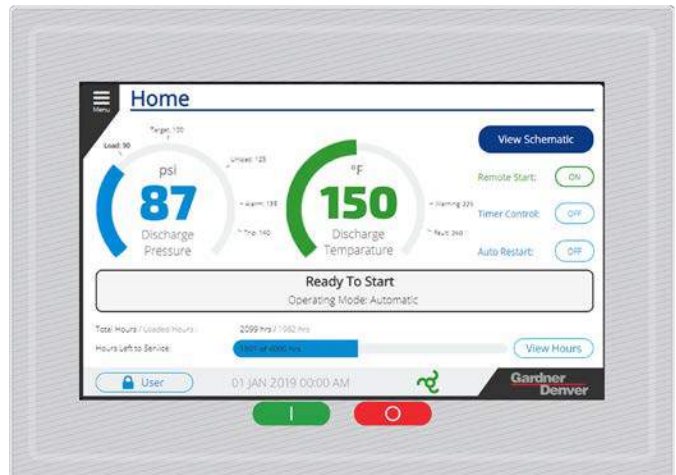 Menu
Home
Target: 100
Load: 90
Unload: 125
psi
87
Discharge
Pressure
Alarm: 135
Trip: 140
°F
150
Discharge
Temparature
Warning 225
View Schematic
Remote Start: ON
Timer Control: OFF
Auto Restart: OFF
Ready To Start
Operating Mode: Automatic
Total Hours / Loaded Hours: 2099 hrs / 1982 hrs
Hours Left to Service: of 4000 hrs
View Hours
User
01 JAN 2019 00:00 AM
Gardner
Denver